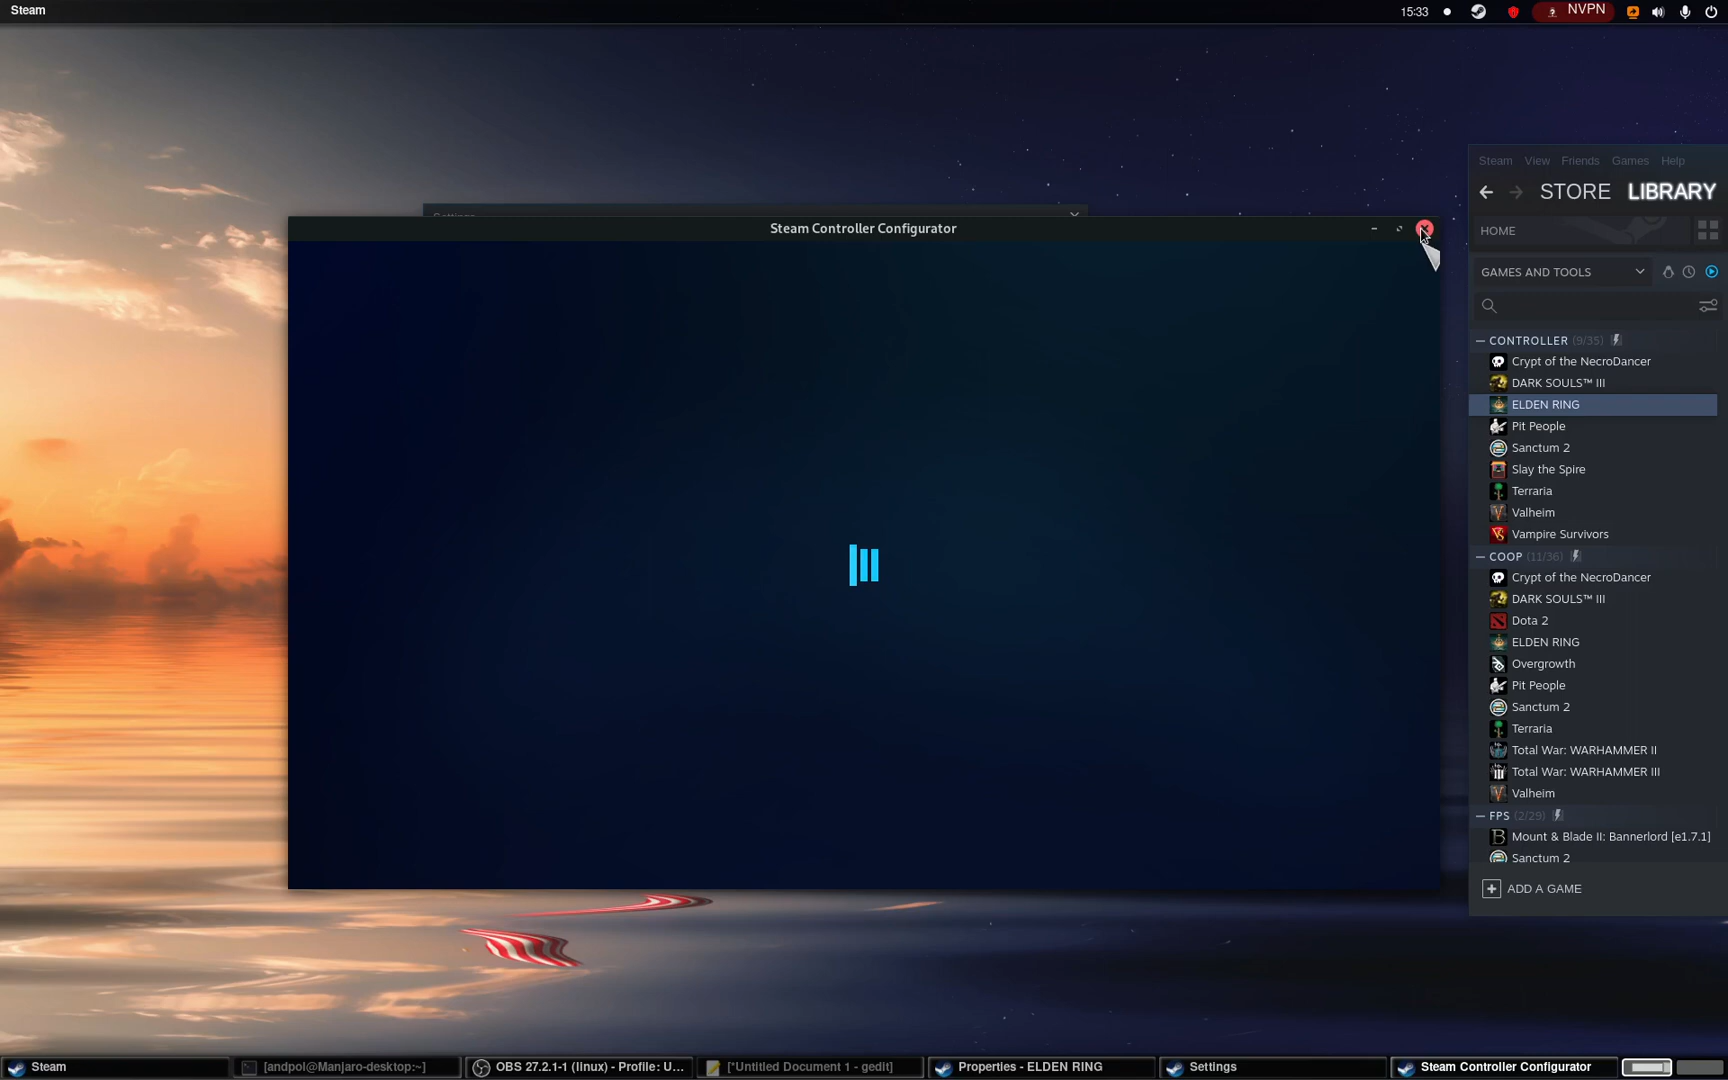 Steam
15:33
NVPN
Settings
Steam Controller Configurator
Steam View Friends Games Help
STORE LIBRARY
HOME
GAMES AND TOOLS
CONTROLLER (9/35)
Crypt of the NecroDancer
DARK SOULS™ III
ELDEN RING
Pit People
Sanctum 2
Slay the Spire
Terraria
Valheim
Vampire Survivors
COOP (11/36)
Crypt of the NecroDancer
DARK SOULS™ III
Dota 2
ELDEN RING
Overgrowth
Pit People
Sanctum 2
Terraria
Total War: WARHAMMER II
Total War: WARHAMMER III
Valheim
FPS (2/29)
Mount & Blade II: Bannerlord [e1.7.1]
Sanctum 2
ADD A GAME
Steam
[andpol@Manjaro-desktop:~]
OBS 27.2.1-1 (linux) - Profile: U...
[*Untitled Document 1 - gedit]
Properties - ELDEN RING
Settings
Steam Controller Configurator